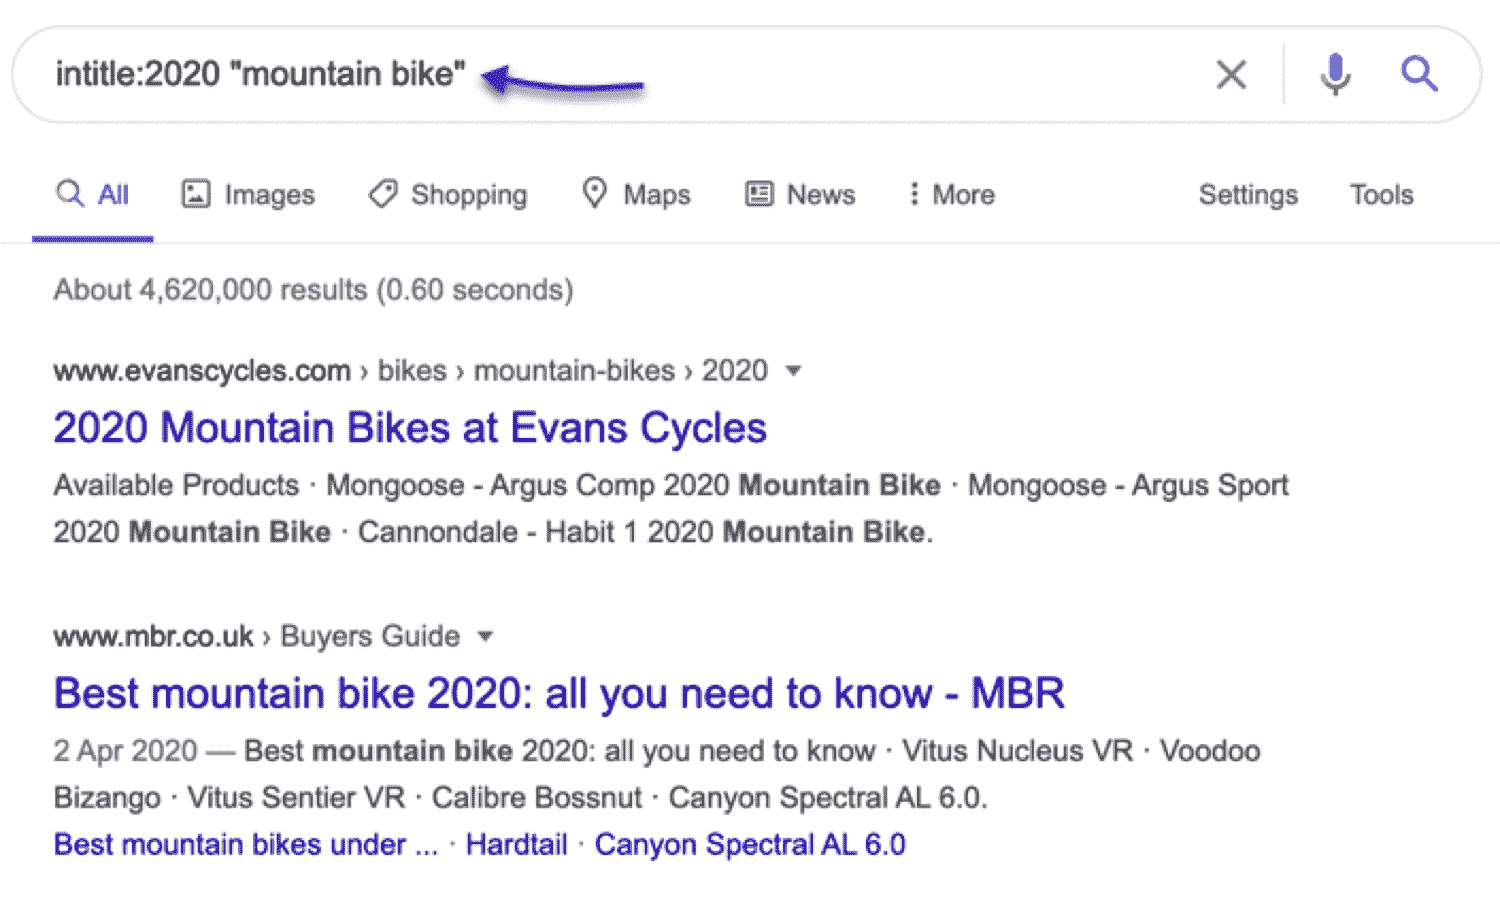 intitle:2020 "mountain bike"
All Images Shopping Maps News More Settings Tools
About 4,620,000 results (0.60 seconds)
www.evanscycles.com › bikes › mountain-bikes › 2020
2020 Mountain Bikes at Evans Cycles
Available Products · Mongoose - Argus Comp 2020 Mountain Bike · Mongoose - Argus Sport
2020 Mountain Bike · Cannondale - Habit 1 2020 Mountain Bike.
www.mbr.co.uk › Buyers Guide
Best mountain bike 2020: all you need to know - MBR
2 Apr 2020 — Best mountain bike 2020: all you need to know · Vitus Nucleus VR · Voodoo
Bizango · Vitus Sentier VR · Calibre Bossnut · Canyon Spectral AL 6.0.
Best mountain bikes under ... · Hardtail · Canyon Spectral AL 6.0